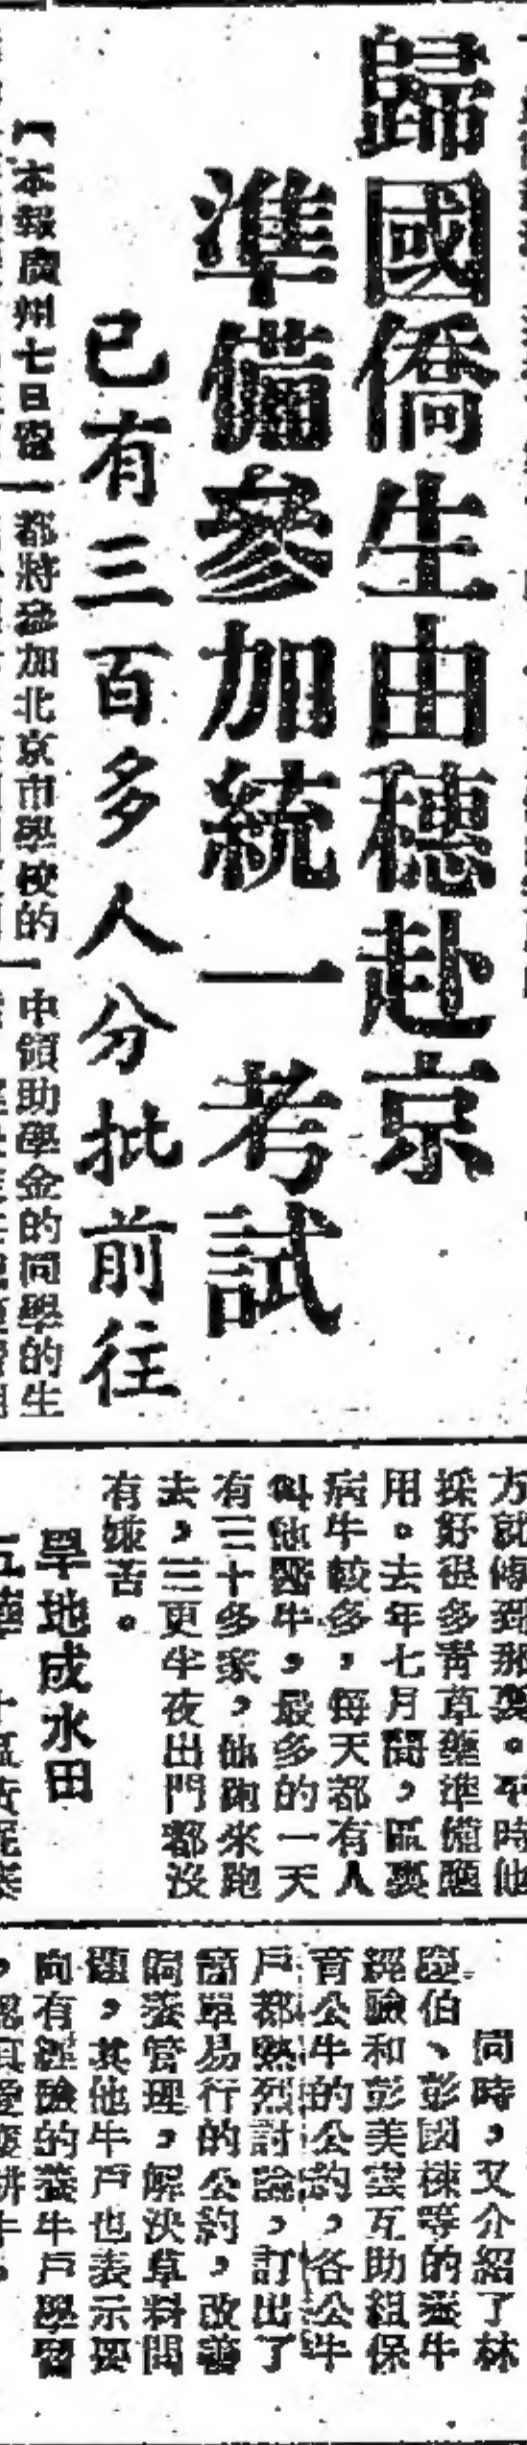 歸國僑生由穗赴京
準備參加統一考試
已有三百多人分批前往
【本報廣州七日電
都將參加北京市學校的
中領助學金的同學的生
採好很多青草藥準備應
用。去年七月間，區裏
病牛較多，每天都有人
叫他醫牛，最多的一天
有三十多家，他跑來跑
去，三更半夜出門都沒
有嫌苦。
旱地成水田
同時，又介紹了林
慶伯、彭國棟等的養牛
經驗和彭美雲互助組保
育公牛的公約，各公牛
戶都熱烈討論，訂出了
簡單易行的公約，改善
飼養管理，解決草料問
題，其他牛戶也表示要
向有經驗的養牛戶學習